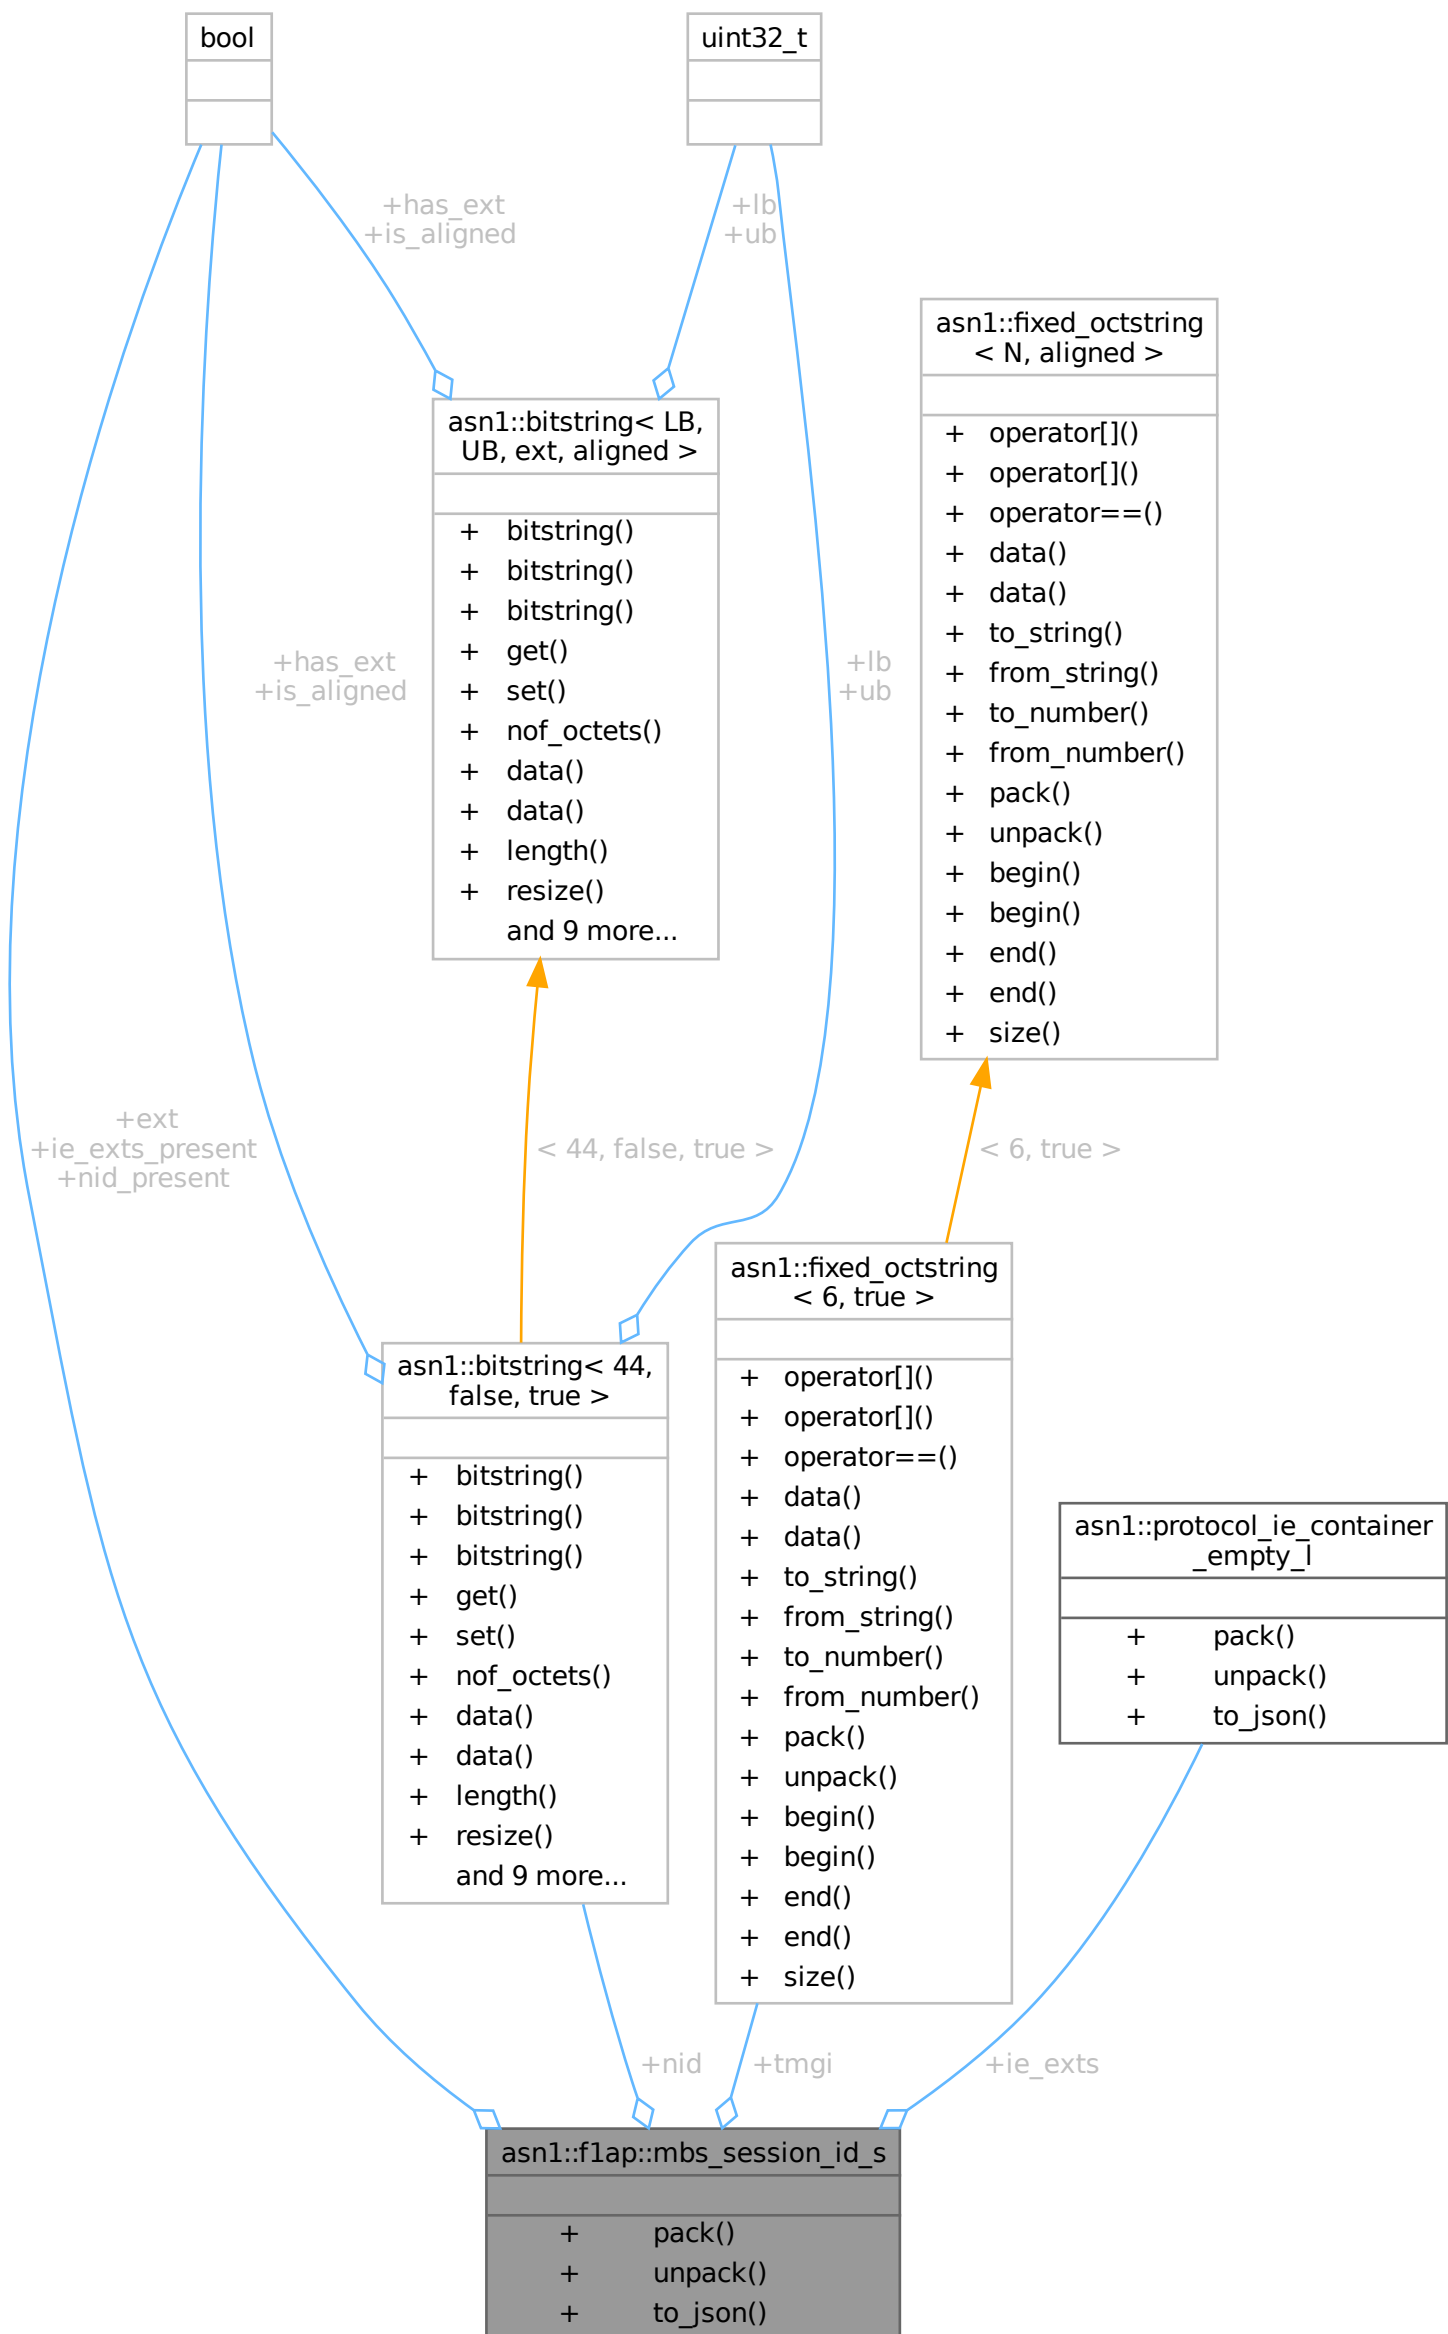 bool
uint32_t
+has_ext
+is_aligned
+lb
+ub
asn1::fixed_octstring
< N, aligned >
+ operator[]()
+ operator[]()
+ operator==()
+ data()
+ data()
+ to_string()
+ from_string()
+ to_number()
+ from_number()
+ pack()
+ unpack()
+ begin()
+ begin()
+ end()
+ end()
+ size()
asn1::bitstring< LB,
UB, ext, aligned >
+ bitstring()
+ bitstring()
+ bitstring()
+ get()
+ set()
+ nof_octets()
+ data()
+ data()
+ length()
+ resize()
and 9 more...
+has_ext
+is_aligned
+lb
+ub
+ext
+ie_exts_present
+nid_present
< 44, false, true >
< 6, true >
asn1::fixed_octstring
< 6, true >
+ operator[]()
+ operator[]()
+ operator==()
+ data()
+ data()
+ to_string()
+ from_string()
+ to_number()
+ from_number()
+ pack()
+ unpack()
+ begin()
+ begin()
+ end()
+ end()
+ size()
asn1::bitstring< 44,
false, true >
+ bitstring()
+ bitstring()
+ bitstring()
+ get()
+ set()
+ nof_octets()
+ data()
+ data()
+ length()
+ resize()
and 9 more...
asn1::protocol_ie_container
_empty_l
+ pack()
+ unpack()
+ to_json()
+nid
+tmgi
+ie_exts
asn1::f1ap::mbs_session_id_s
+ pack()
+ unpack()
+ to_json()